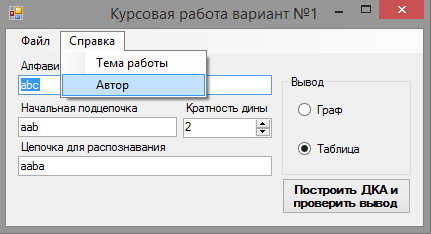 Курсовая работа вариант №1
Файл Справка
Тема работы
Автор
Алфави
abc
Начальная подцепочка
Кратность дины
aab
2
Цепочка для распознавания
aaba
Вывод
Граф
Таблица
Построить ДКА и
проверить вывод